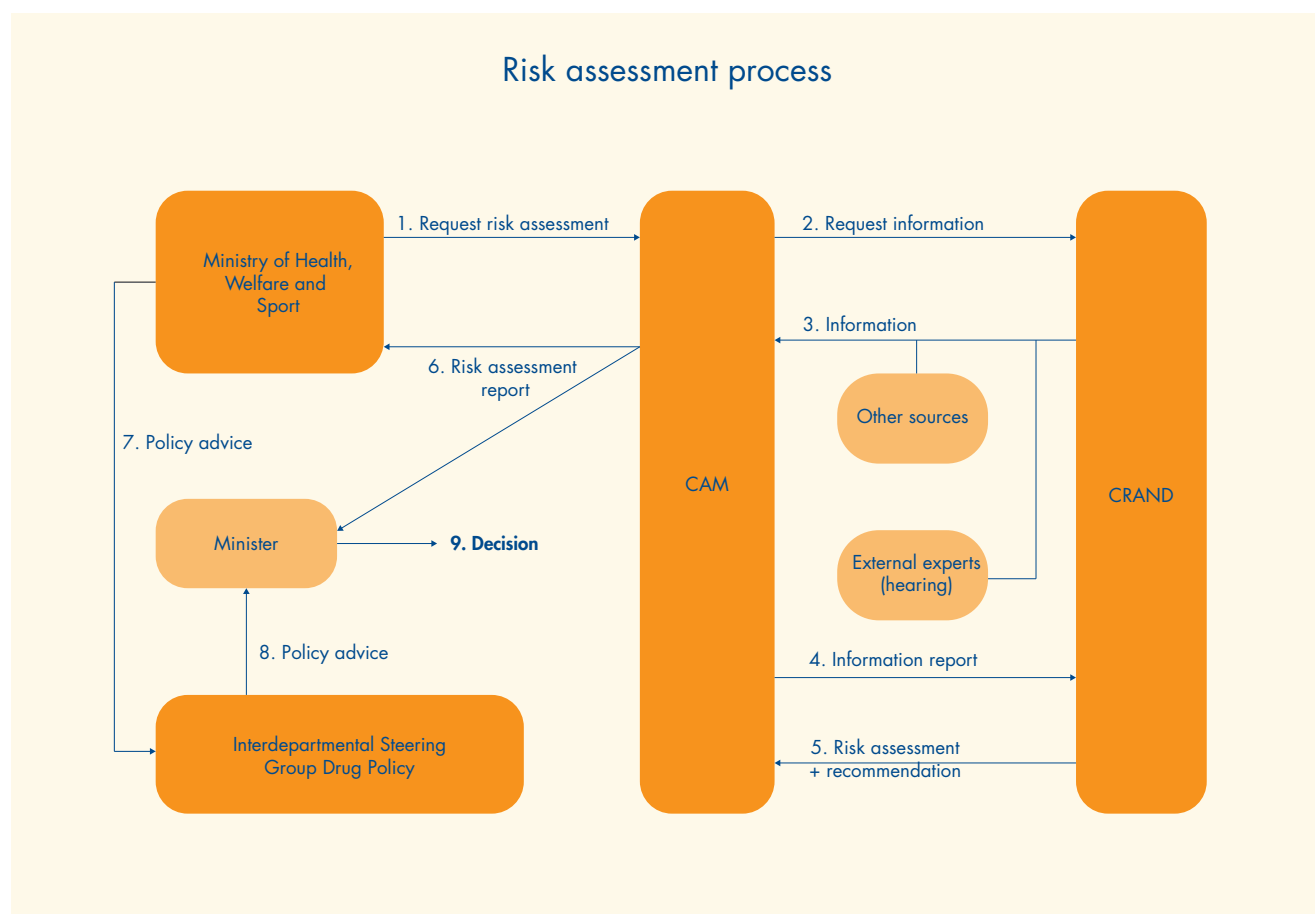 Risk assessment process
1. Request risk assessment
2. Request information
Ministry of Health,
Welfare and
Sport
3. Information
6. Risk assessment
report
Other sources
7. Policy advice
CAM
CRAND
Minister
9. Decision
External experts
(hearing)
8. Policy advice
4. Information report
Interdepartmental Steering
Group Drug Policy
5. Risk assessment
+ recommendation